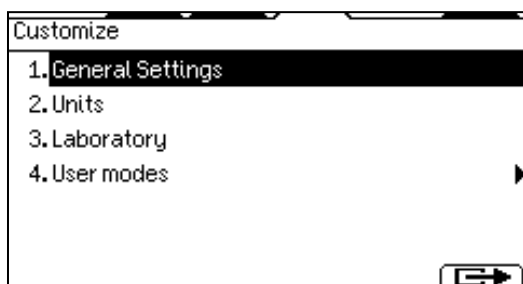 Customize
1. General Settings
2. Units
3. Laboratory
4. User modes